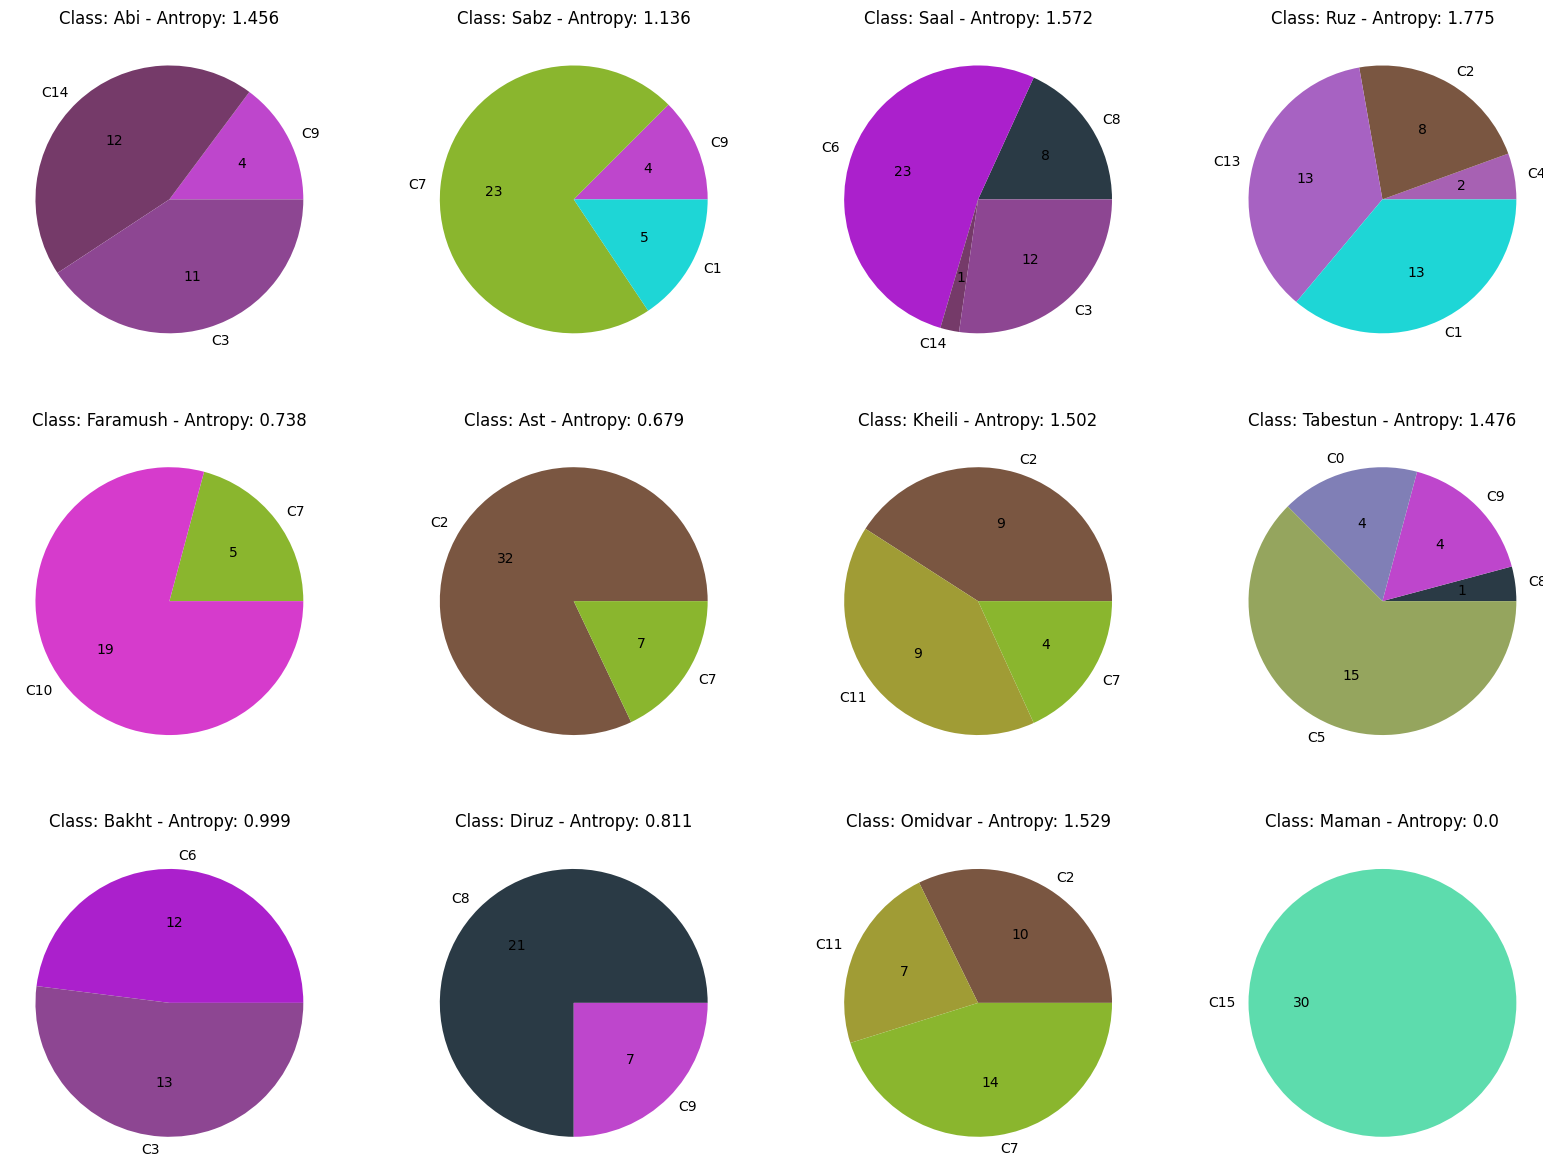 Class: Abi - Antropy: 1.456
C14
12
C9
4
11
C3
Class: Sabz - Antropy: 1.136
C9
4
C7
23
5
C1
Class: Saal - Antropy: 1.572
C8
8
C6
23
1
C14
12
C3
Class: Ruz - Antropy: 1.775
C2
8
C13
13
2
C4
13
C1
Class: Faramush - Antropy: 0.738
C7
5
19
C10
Class: Ast - Antropy: 0.679
C2
32
7
C7
Class: Kheili - Antropy: 1.502
C2
9
9
C11
4
C7
Class: Tabestun - Antropy: 1.476
C0
4
C9
4
C8
1
15
C5
Class: Bakht - Antropy: 0.999
C6
12
13
C3
Class: Diruz - Antropy: 0.811
C8
21
7
C9
Class: Omidvar - Antropy: 1.529
C2
10
C11
7
14
C7
Class: Maman - Antropy: 0.0
C15
30